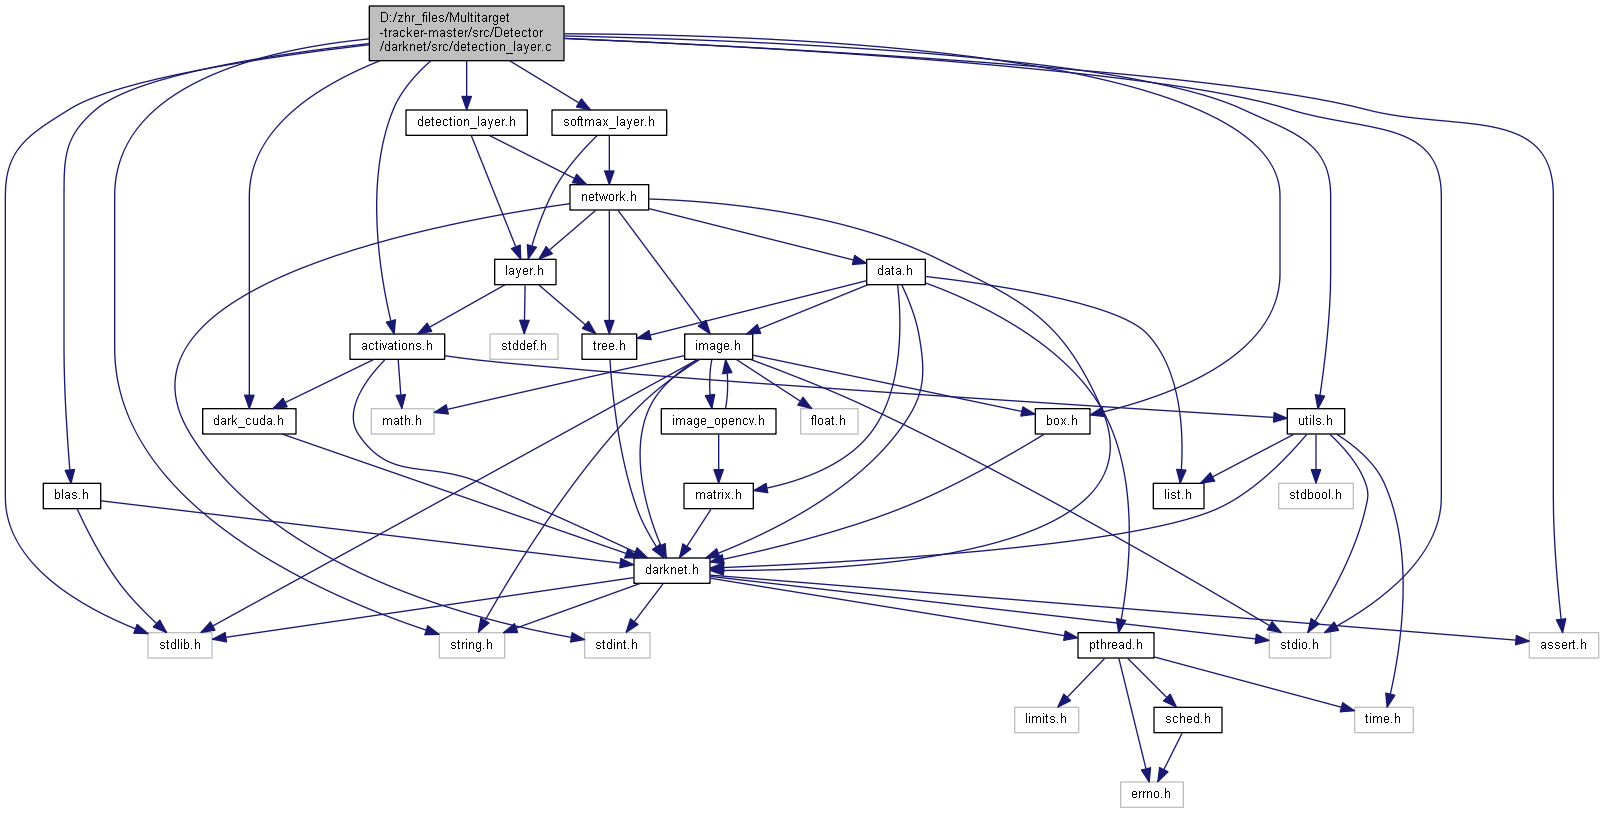 D:/zhr_files/Multitarget
-tracker-master/src/Detector
/darknet/src/detection_layer.c
detection_layer.h
softmax_layer.h
network.h
layer.h
data.h
activations.h
stddef.h
tree.h
image.h
dark_cuda.h
math.h
image_opencv.h
float.h
box.h
utils.h
blas.h
matrix.h
list.h
stdbool.h
darknet.h
stdlib.h
string.h
stdint.h
pthread.h
stdio.h
assert.h
limits.h
sched.h
time.h
errno.h